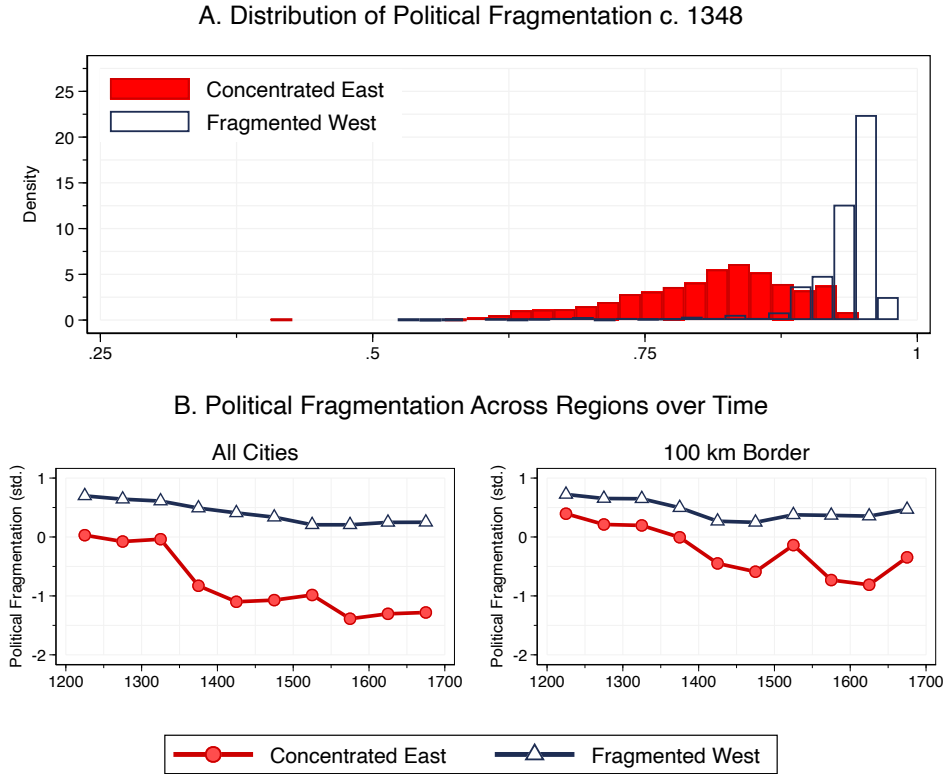 A. Distribution of Political Fragmentation c. 1348
Density
25
20
15
10
5
0
Concentrated East
Fragmented West
.25 .5 .75 1
B. Political Fragmentation Across Regions over Time
All Cities
Political Fragmentation (std.)
1
0
-1
-2
1200 1300 1400 1500 1600 1700
100 km Border
Political Fragmentation (std.)
1
0
-1
-2
1200 1300 1400 1500 1600 1700
Concentrated East Fragmented West